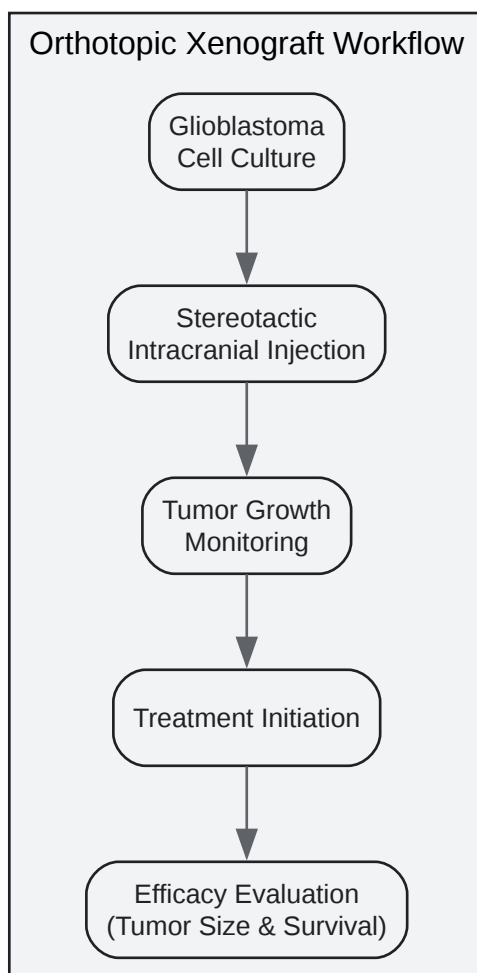 Orthotopic Xenograft Workflow
Glioblastoma
Cell Culture
Stereotactic
Intracranial Injection
Tumor Growth
Monitoring
Treatment Initiation
Efficacy Evaluation
(Tumor Size & Survival)